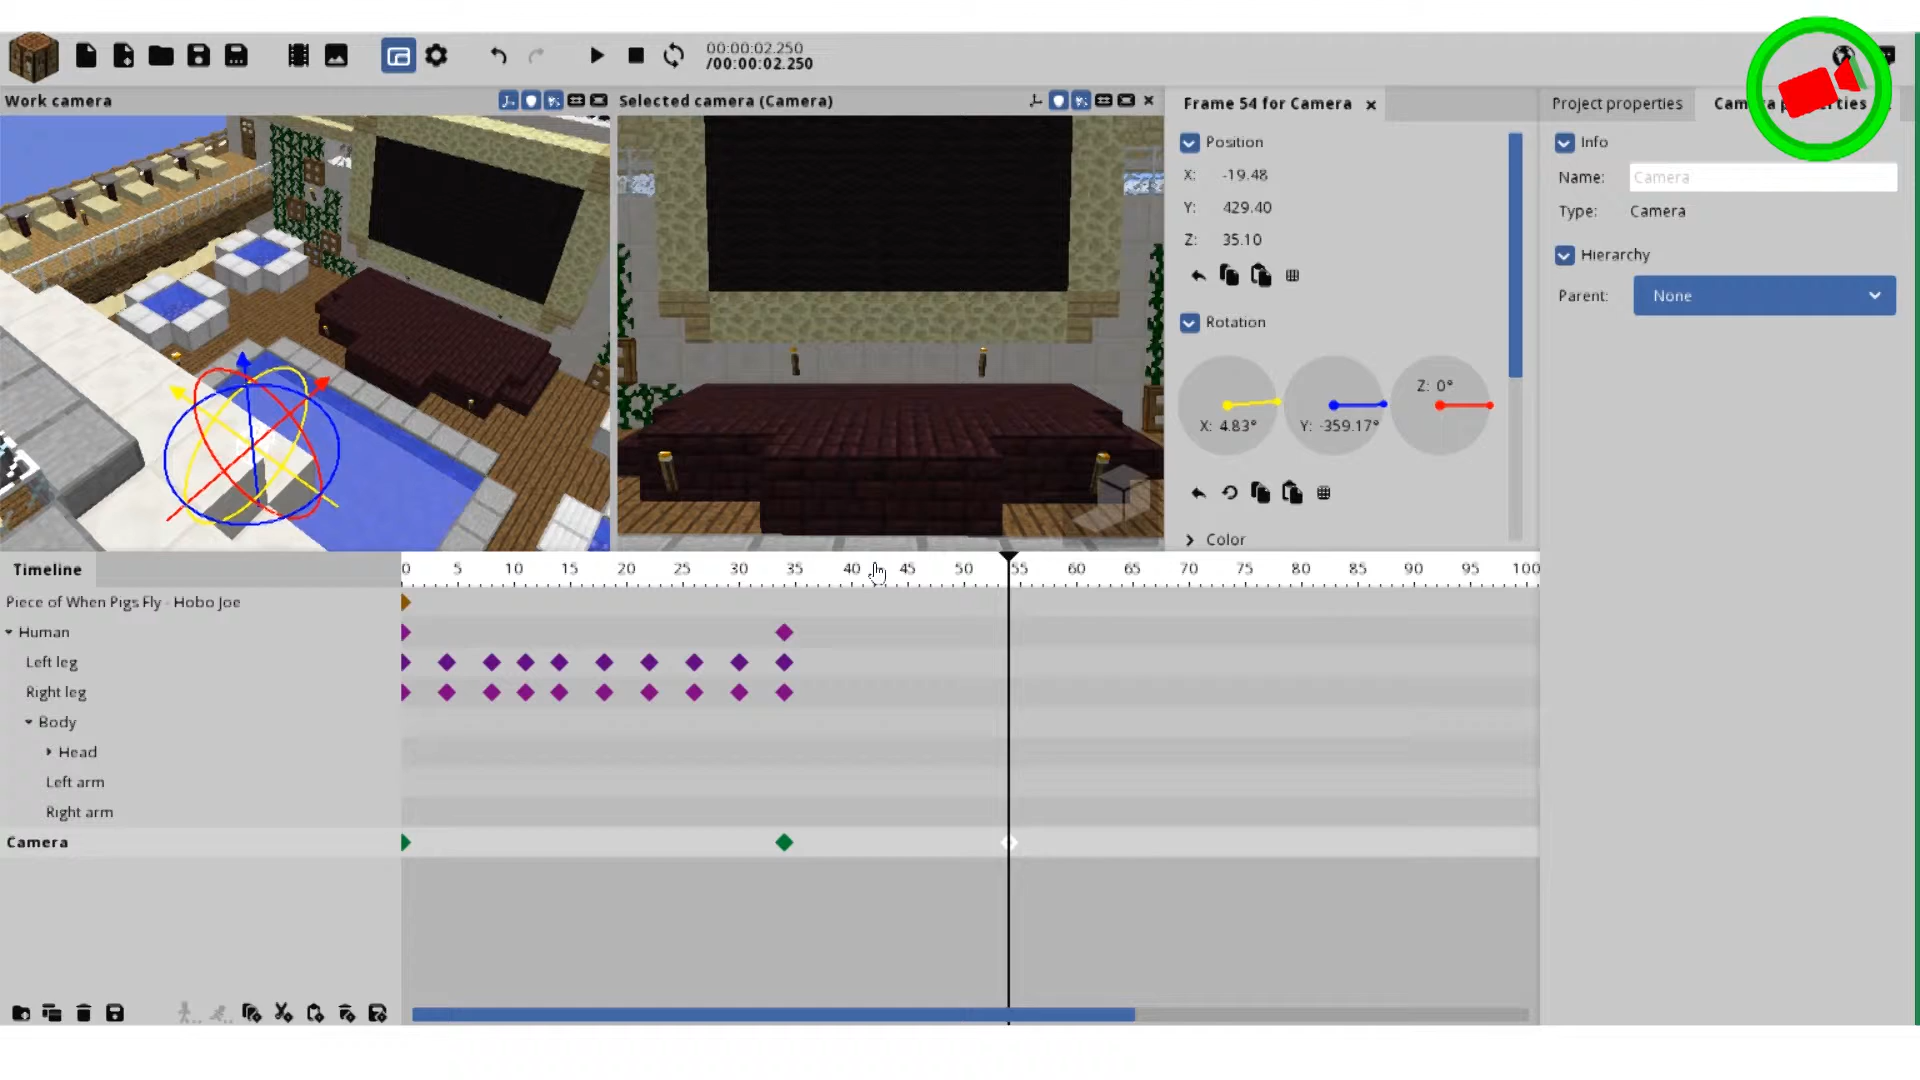 00:00:02.250
/00:00:02.250
Work camera
Selected camera (Camera)
Frame 54 for Camera
Position
X: -19.48
Y: 429.40
Z: 35.10
Rotation
X: 4.83°
Y: -359.17°
Z: 0°
Color
Project properties
Info
Name: Camera
Type: Camera
Hierarchy
Parent: None
Timeline
0 5 10 15 20 25 30 35 40 45 50 55 60 65 70 75 80 85 90 95 100
Piece of When Pigs Fly - Hobo Joe
Human
Left leg
Right leg
Body
Head
Left arm
Right arm
Camera